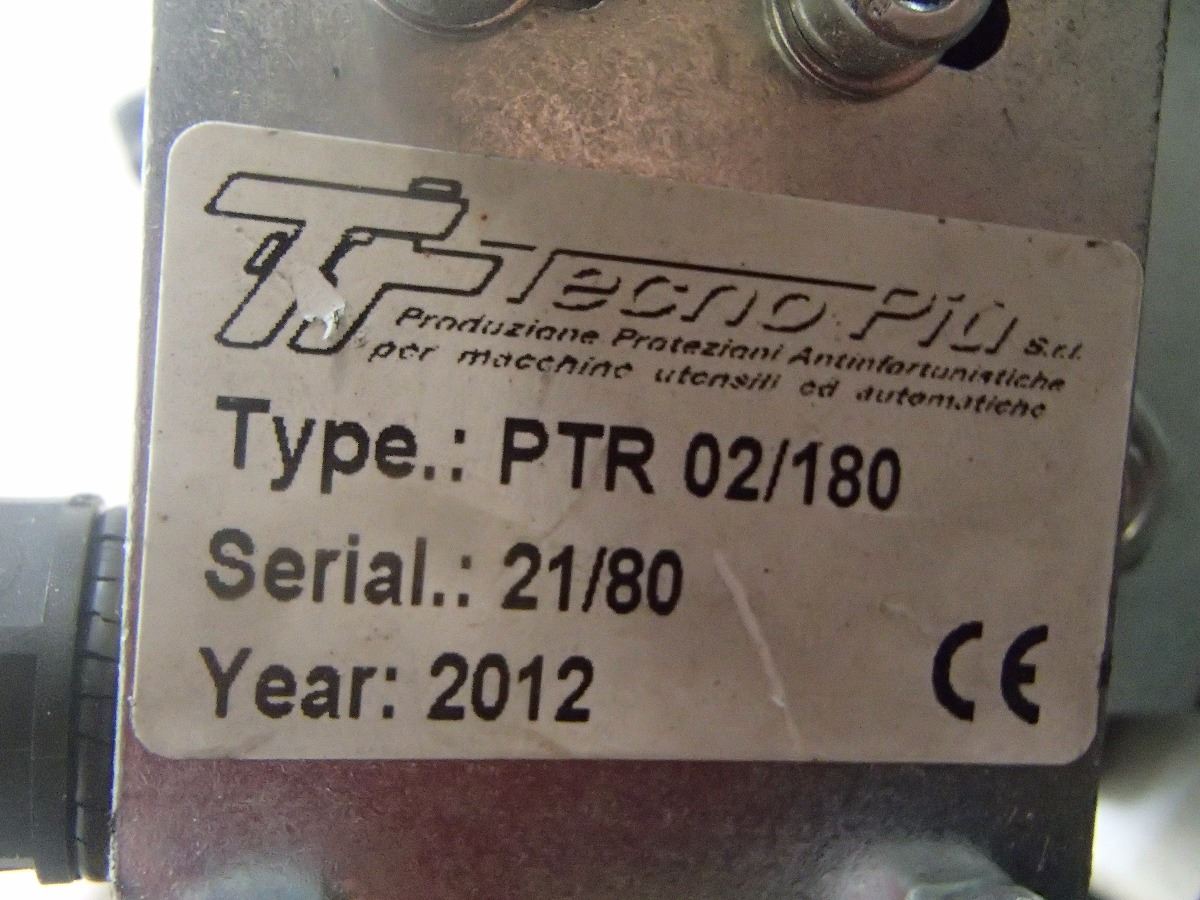 Tecno Più S.r.l.
Produzione Protezioni Antinfortunistiche
per macchine utensili ed automatiche
Type.: PTR 02/180
Serial.: 21/80
Year: 2012
CE